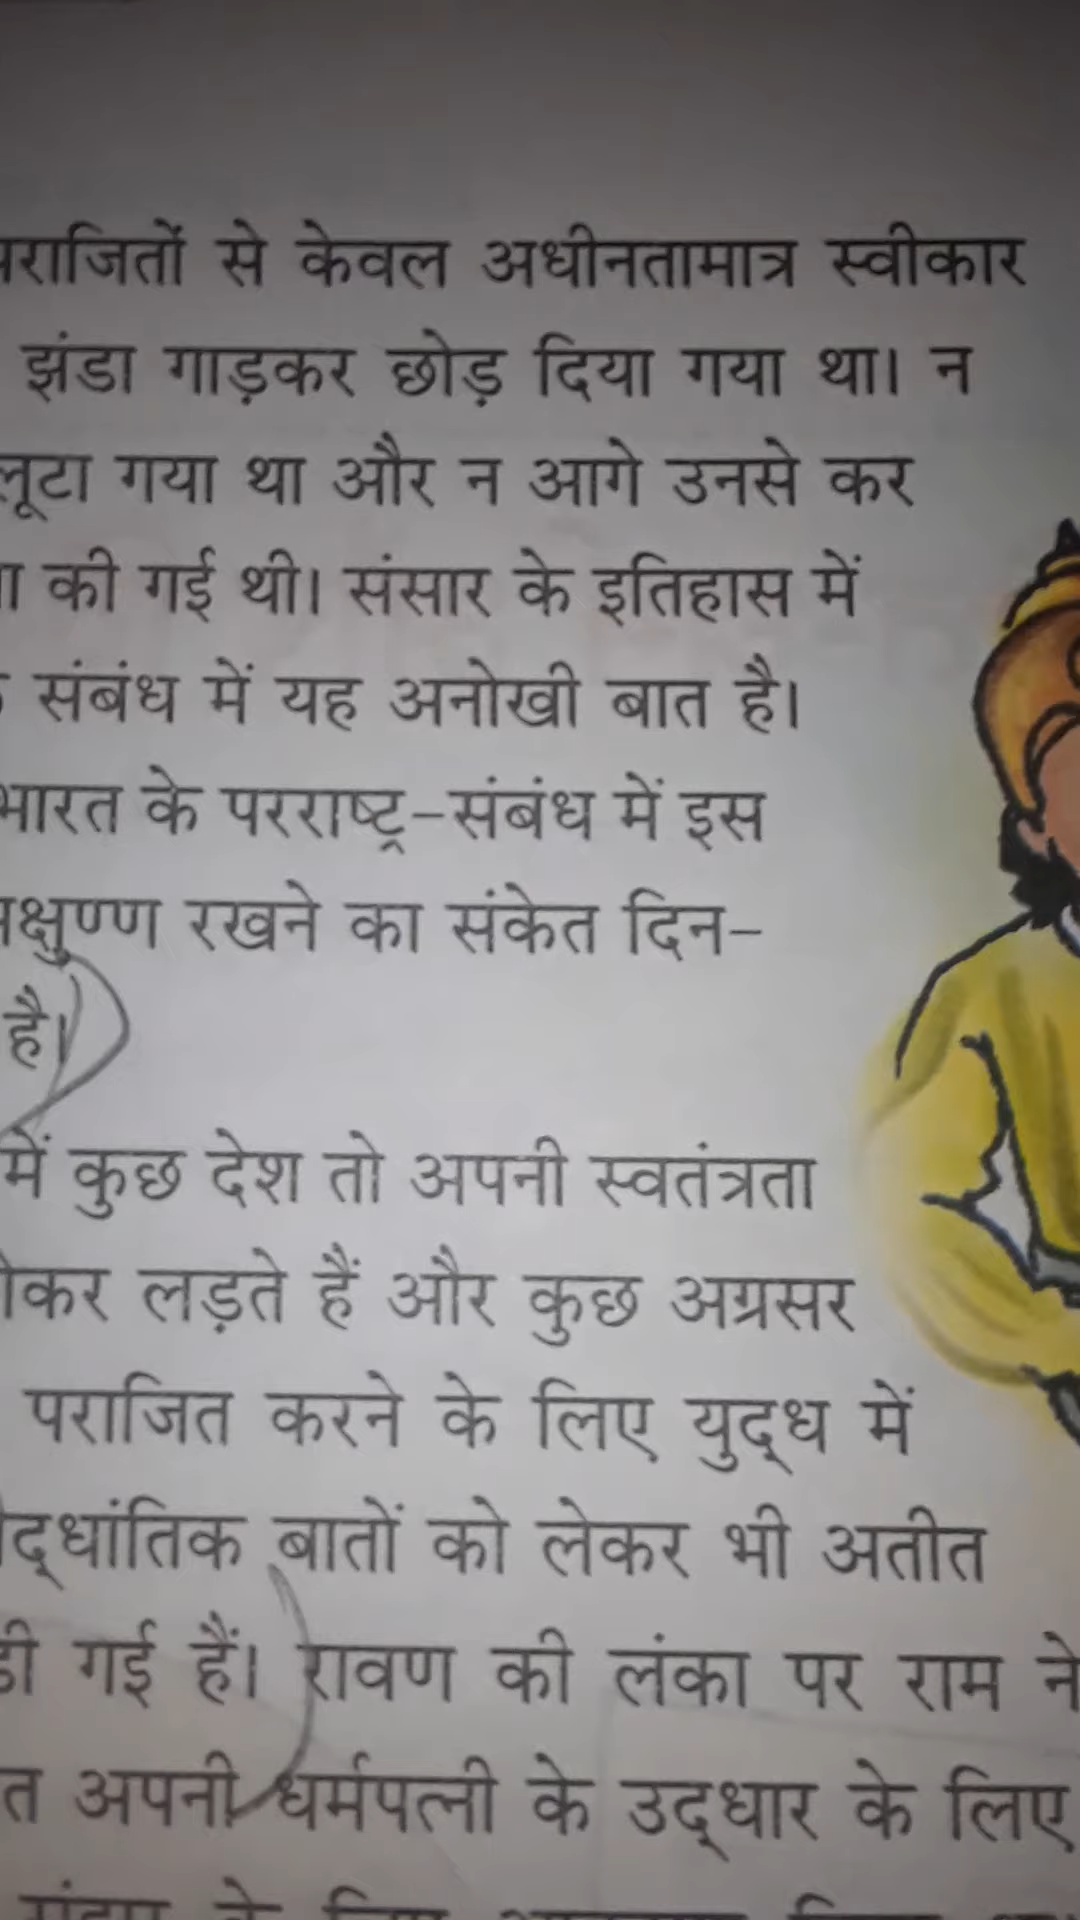 पराजितों से केवल अधीनतामात्र स्वीकार
झंडा गाड़कर छोड़ दिया गया था। न
लूटा गया था और न आगे उनसे कर
की गई थी। संसार के इतिहास में
संबंध में यह अनोखी बात है।
भारत के परराष्ट्र-संबंध में इस
रखने का संकेत दिन-
है।
में कुछ देश तो अपनी स्वतंत्रता
लड़ते हैं और कुछ अग्रसर
पराजित करने के लिए युद्ध में
बातों को लेकर भी अतीत
गई हैं। रावण की लंका पर राम ने
अपनी धर्मपत्नी के उद्धार के लिए